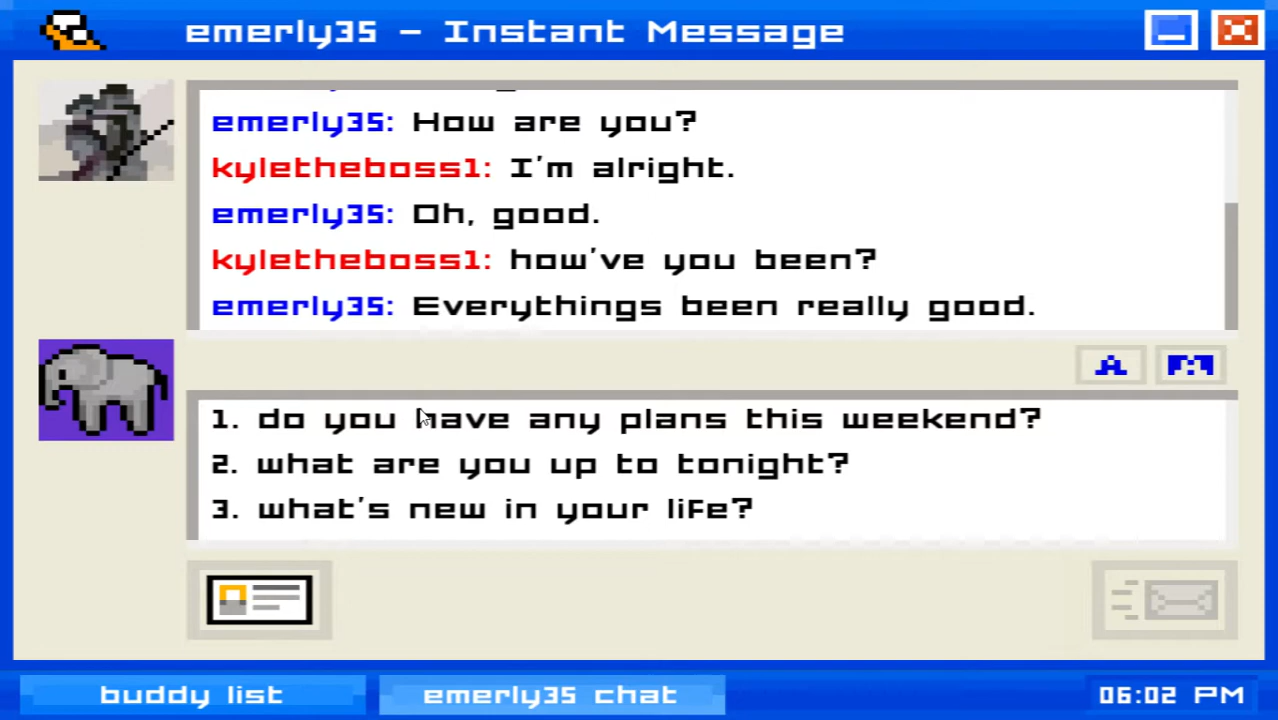 emerly35 - Instant Message
emerly35: How are you?
kyletheboss1: I'm alright.
emerly35: Oh, good.
kyletheboss1: how've you been?
emerly35: Everythings been really good.
A
1. do you have any plans this weekend?
2. what are you up to tonight?
3. what's new in your life?
buddy list
emerly35 chat
06:02 PM